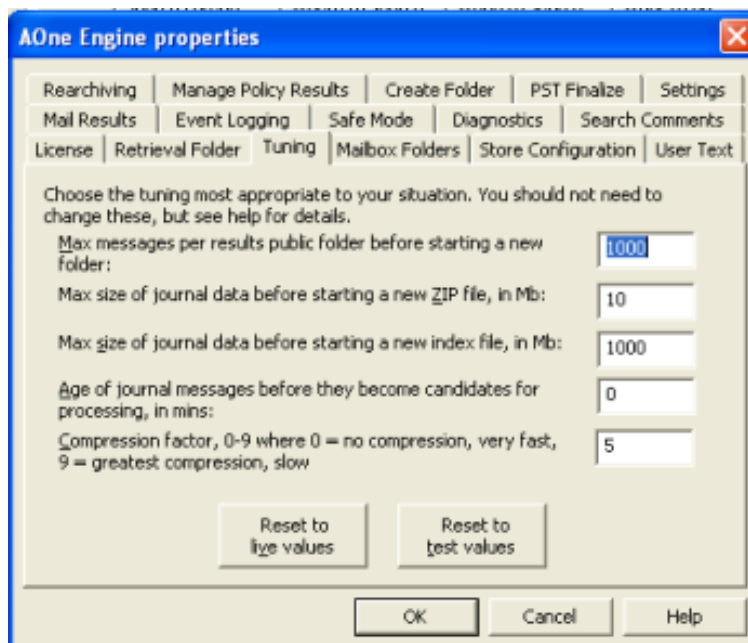 AOne Engine properties
Rearchiving Manage Policy Results Create Folder PST Finalize Settings
Mail Results Event Logging Safe Mode Diagnostics Search Comments
License Retrieval Folder Tuning Mailbox Folders Store Configuration User Text
Choose the tuning most appropriate to your situation. You should not need to
change these, but see help for details.
Max messages per results public folder before starting a new
folder:
1000
Max size of journal data before starting a new ZIP file, in Mb:
10
Max size of journal data before starting a new index file, in Mb:
1000
Age of journal messages before they become candidates for
processing, in mins:
0
Compression factor, 0-9 where 0 = no compression, very fast,
9 = greatest compression, slow
5
Reset to
live values
Reset to
test values
OK Cancel Help